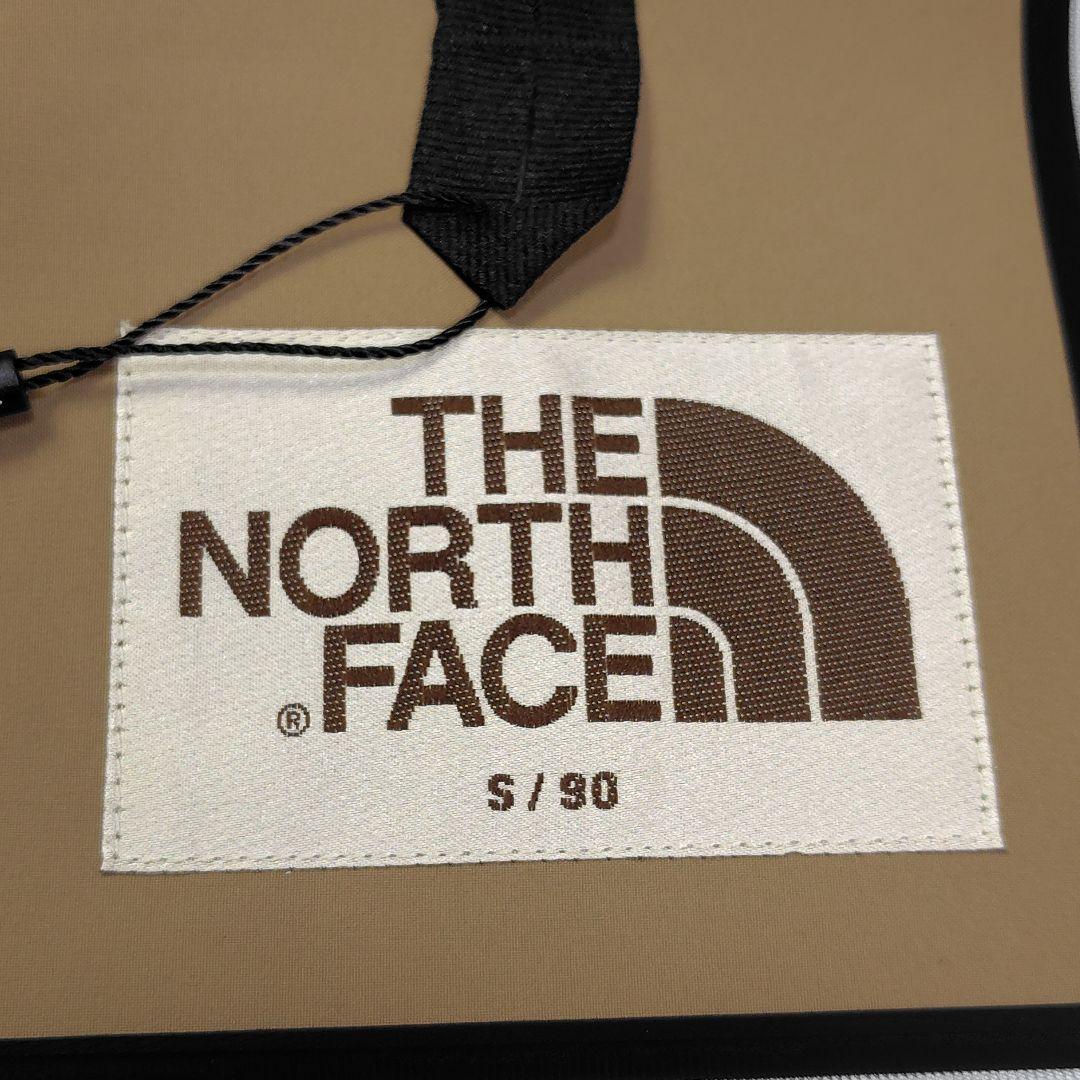 THE
NORTH
® FACE
S / 90